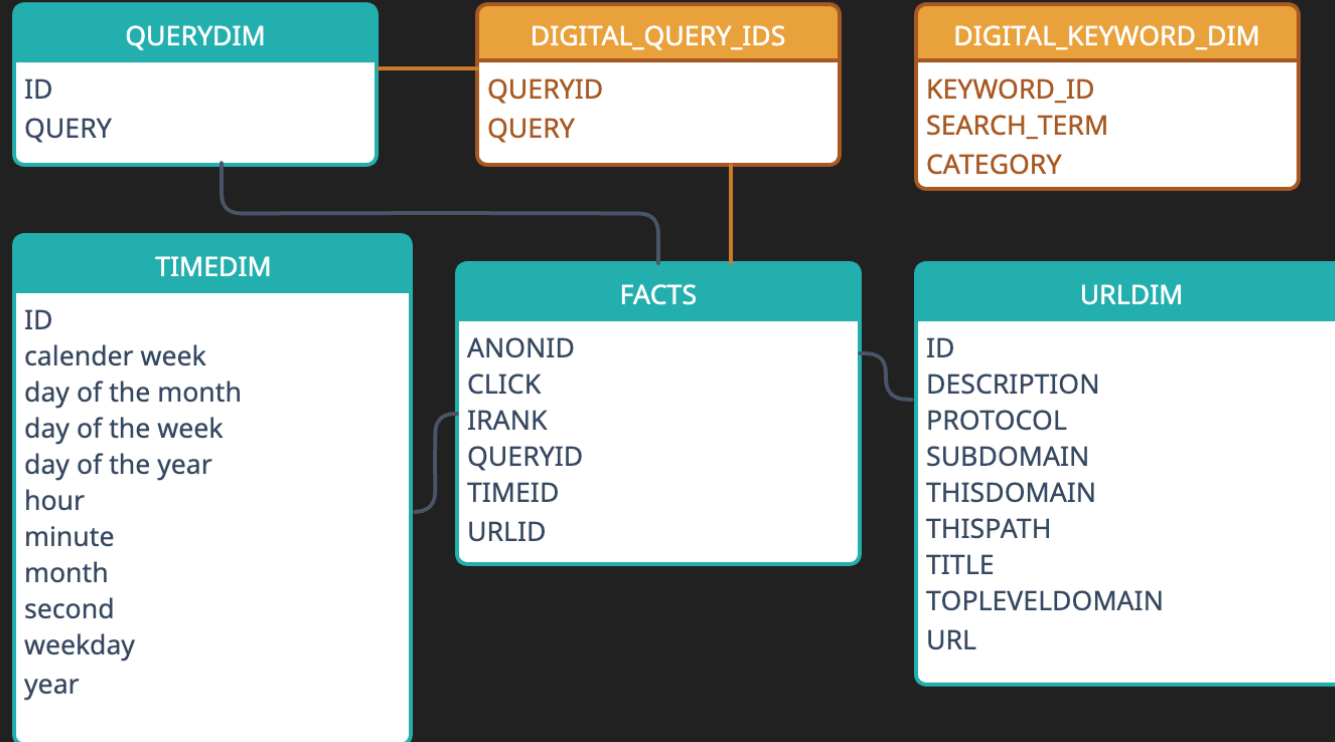 QUERYDIM
ID
QUERY
DIGITAL_QUERY_IDS
QUERYID
QUERY
DIGITAL_KEYWORD_DIM
KEYWORD_ID
SEARCH_TERM
CATEGORY
TIMEDIM
ID
calender week
day of the month
day of the week
day of the year
hour
minute
month
second
weekday
year
FACTS
ANONID
CLICK
IRANK
QUERYID
TIMEID
URLID
URLDIM
ID
DESCRIPTION
PROTOCOL
SUBDOMAIN
THISDOMAIN
THISPATH
TITLE
TOPLEVELDOMAIN
URL